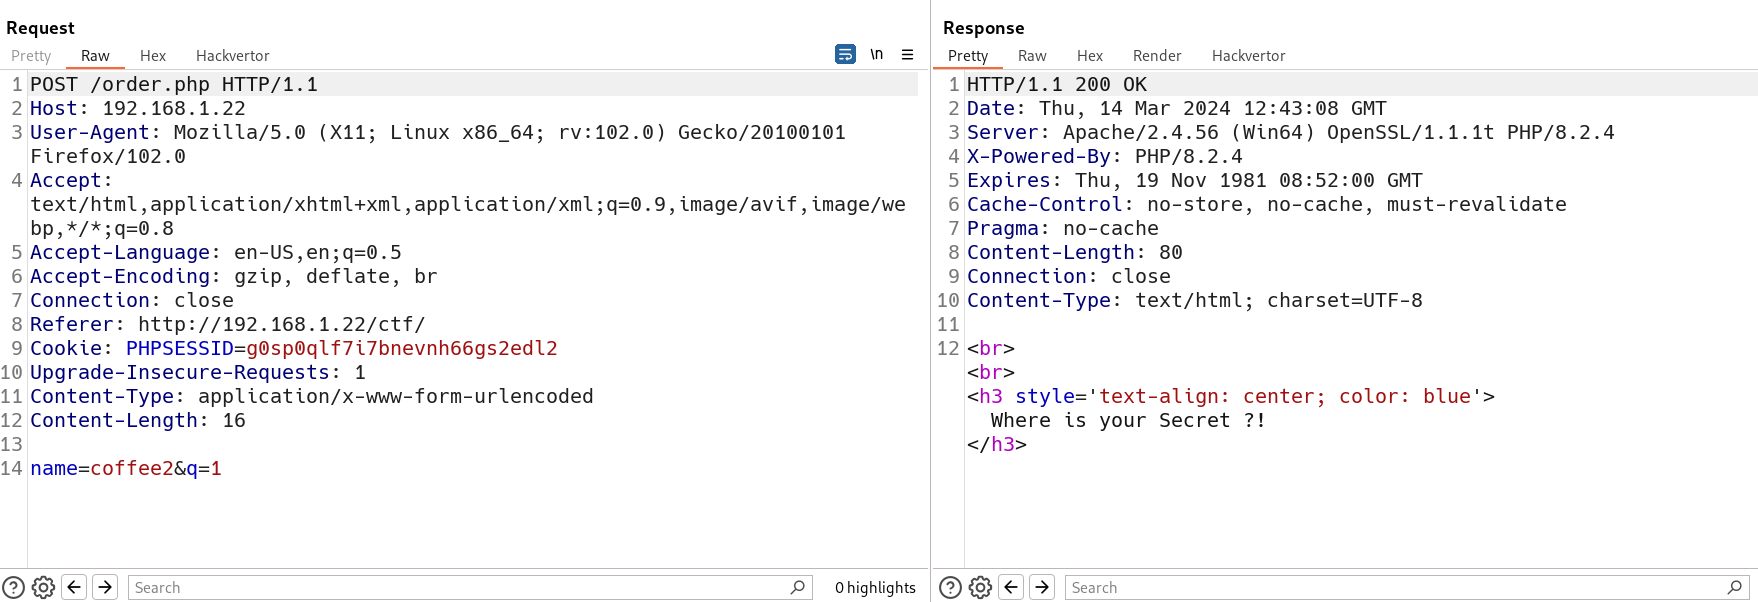 Request
Pretty Raw Hex Hackvertor
\n
1 POST /order.php HTTP/1.1
2 Host: 192.168.1.22
3 User-Agent: Mozilla/5.0 (X11; Linux x86_64; rv:102.0) Gecko/20100101
Firefox/102.0
4 Accept:
text/html,application/xhtml+xml,application/xml;q=0.9,image/avif,image/we
bp,*/*;q=0.8
5 Accept-Language: en-US,en;q=0.5
6 Accept-Encoding: gzip, deflate, br
7 Connection: close
8 Referer: http://192.168.1.22/ctf/
9 Cookie: PHPSESSID=g0sp0qlf7i7bnevnh66gs2edl2
10 Upgrade-Insecure-Requests: 1
11 Content-Type: application/x-www-form-urlencoded
12 Content-Length: 16
13
14 name=coffee2&q=1
Search
0 highlights
Response
Pretty Raw Hex Render Hackvertor
1 HTTP/1.1 200 OK
2 Date: Thu, 14 Mar 2024 12:43:08 GMT
3 Server: Apache/2.4.56 (Win64) OpenSSL/1.1.1t PHP/8.2.4
4 X-Powered-By: PHP/8.2.4
5 Expires: Thu, 19 Nov 1981 08:52:00 GMT
6 Cache-Control: no-store, no-cache, must-revalidate
7 Pragma: no-cache
8 Content-Length: 80
9 Connection: close
10 Content-Type: text/html; charset=UTF-8
11
12 <br>
<br>
<h3 style='text-align: center; color: blue'>
Where is your Secret ?!
</h3>
Search